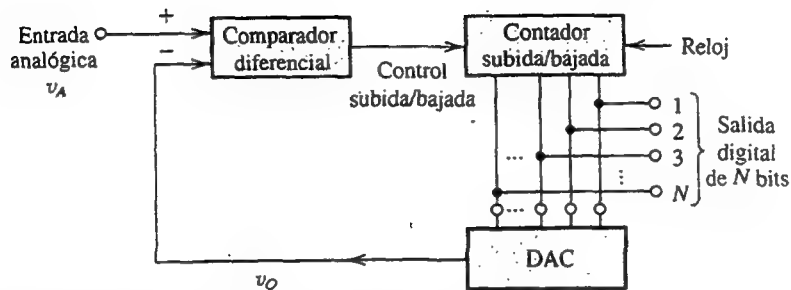 Entrada
analógica
v_A
+
−
Comparador
diferencial
Control
subida/bajada
Contador
subida/bajada
Reloj
1
2
... 3
⋮
N
...
Salida
digital
de N bits
DAC
v_O